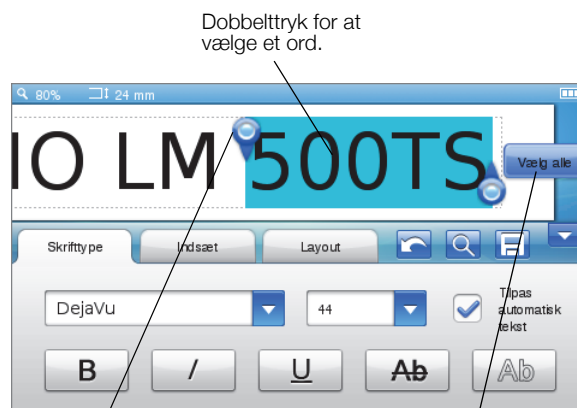 Dobbelttryk for at
vælge et ord.
80% 24 mm
IO LM 500TS
Vælg alle
Skrifttype Indsæt Layout
DejaVu 44 Tilpas
automatisk
tekst
B I U Ab Ab